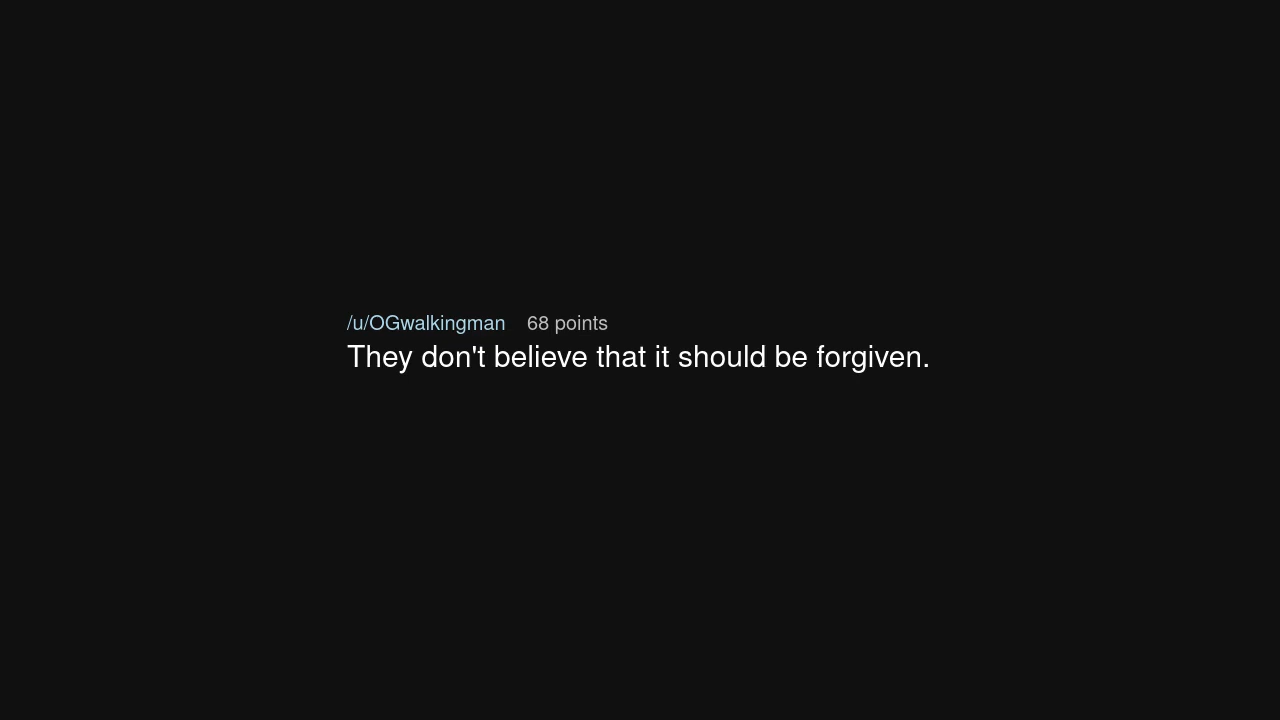 /u/OGwalkingman 68 points
They don't believe that it should be forgiven.